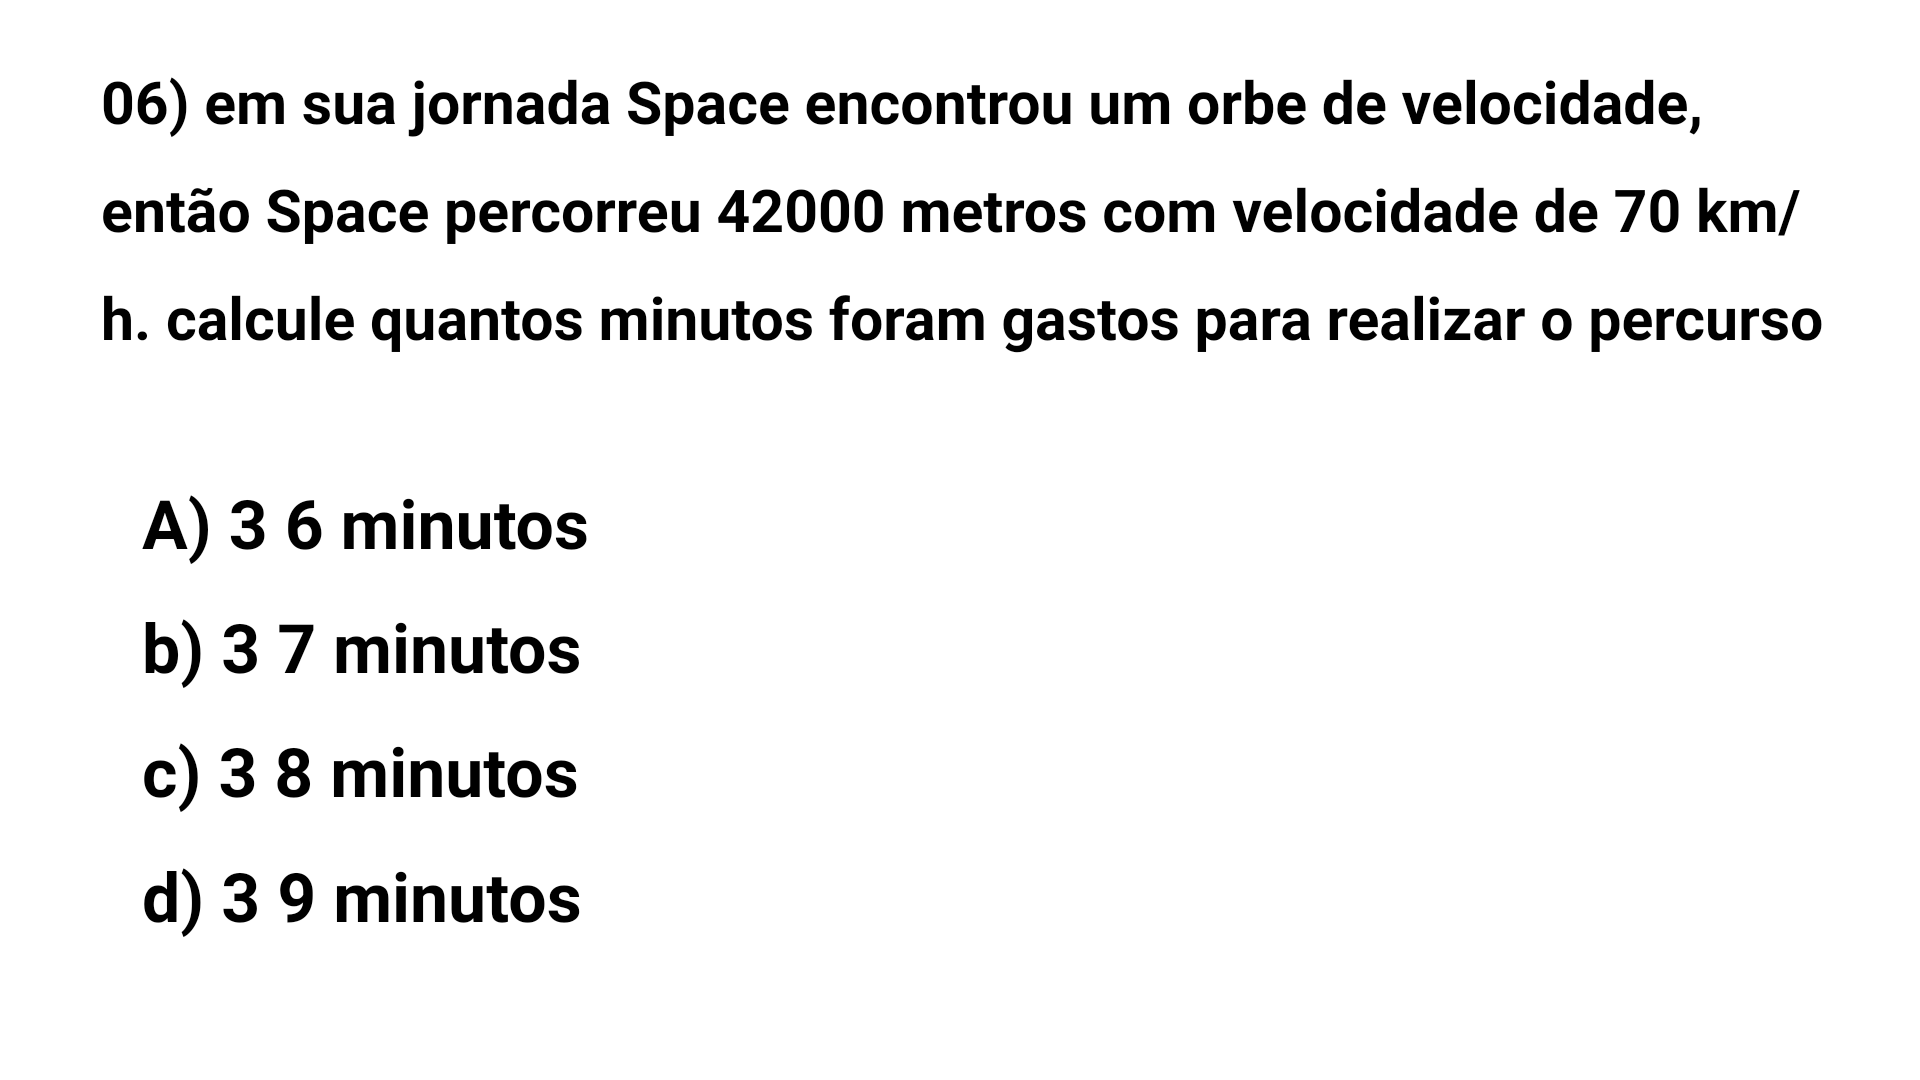 06) em sua jornada Space encontrou um orbe de velocidade,
então Space percorreu 42000 metros com velocidade de 70 km/
h. calcule quantos minutos foram gastos para realizar o percurso
A) 3 6 minutos
b) 3 7 minutos
c) 3 8 minutos
d) 3 9 minutos